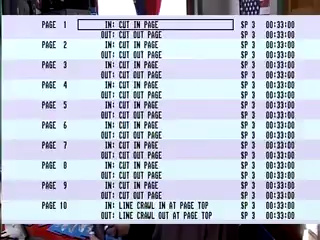 PAGE 1 IN: CUT IN PAGE SP 3 00:33:00
OUT: CUT OUT PAGE SP 3 00:33:00
PAGE 2 IN: CUT IN PAGE SP 3 00:33:00
OUT: CUT OUT PAGE SP 3 00:33:00
PAGE 3 IN: CUT IN PAGE SP 3 00:33:00
OUT: CUT OUT PAGE SP 3 00:33:00
PAGE 4 IN: CUT IN PAGE SP 3 00:33:00
OUT: CUT OUT PAGE SP 3 00:33:00
PAGE 5 IN: CUT IN PAGE SP 3 00:33:00
OUT: CUT OUT PAGE SP 3 00:33:00
PAGE 6 IN: CUT IN PAGE SP 3 00:33:00
OUT: CUT OUT PAGE SP 3 00:33:00
PAGE 7 IN: CUT IN PAGE SP 3 00:33:00
OUT: CUT OUT PAGE SP 3 00:33:00
PAGE 8 IN: CUT IN PAGE SP 3 00:33:00
OUT: CUT OUT PAGE SP 3 00:33:00
PAGE 9 IN: CUT IN PAGE SP 3 00:33:00
OUT: CUT OUT PAGE SP 3 00:33:00
PAGE 10 IN: LINE CRAWL IN AT PAGE TOP SP 3 00:33:00
OUT: LINE CRAWL OUT AT PAGE TOP SP 3 00:33:00